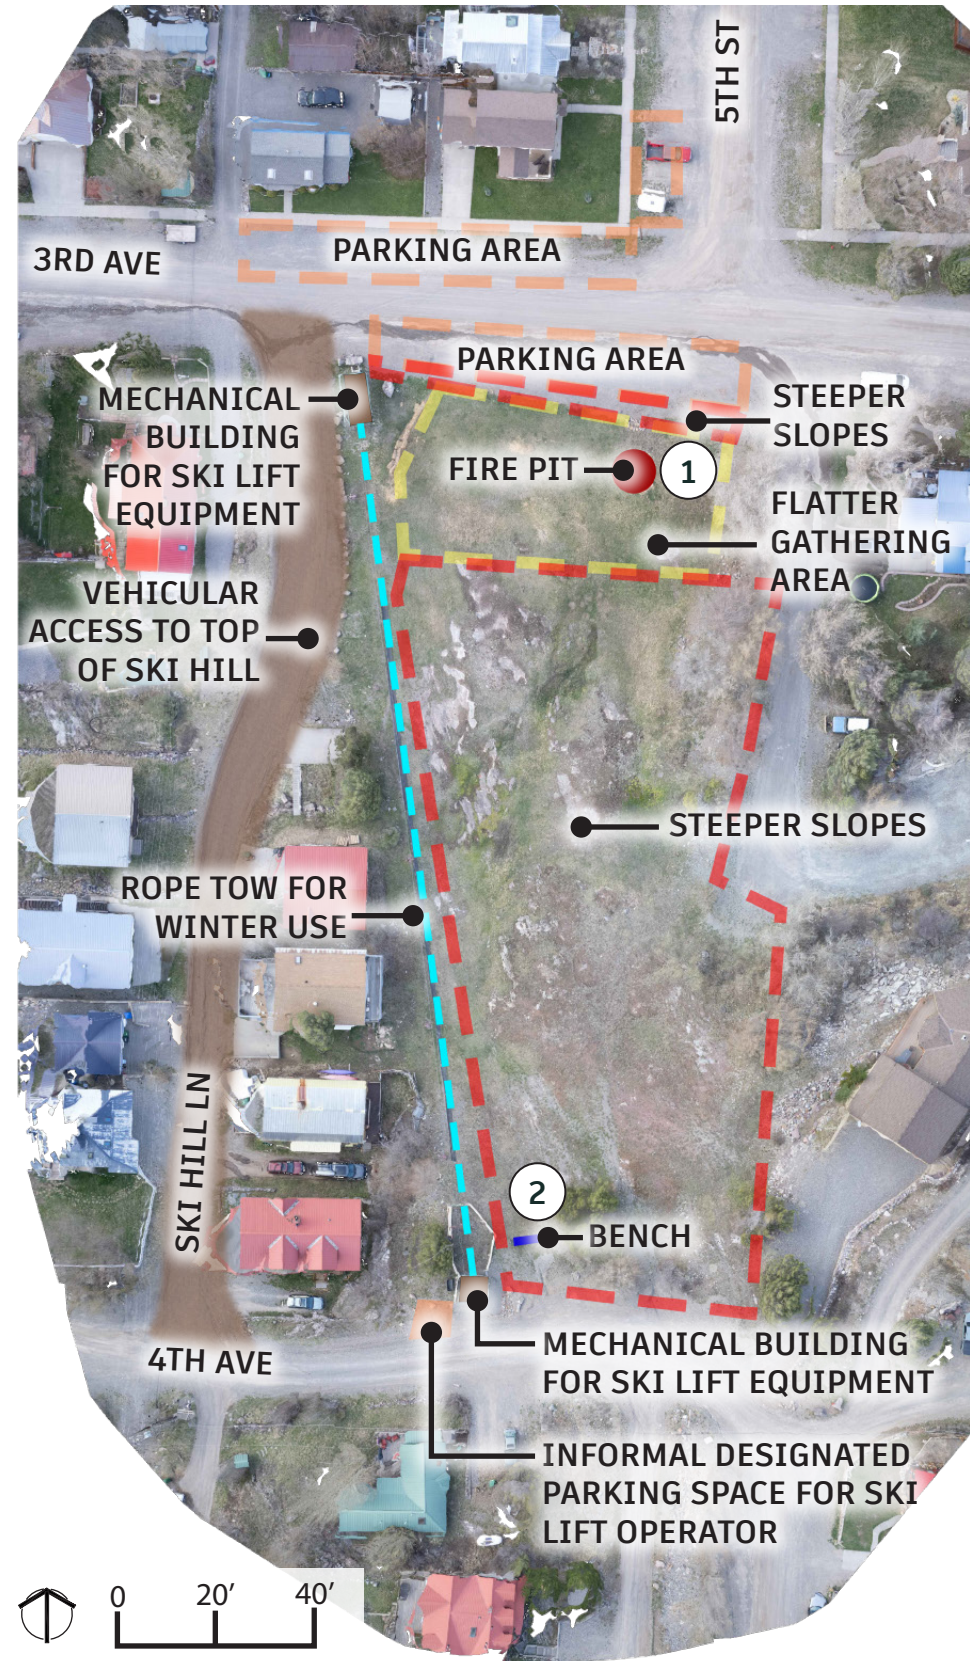 5TH ST
PARKING AREA
3RD AVE
PARKING AREA
MECHANICAL
BUILDING
FOR SKI LIFT
EQUIPMENT
STEEPER
SLOPES
FIRE PIT
1
FLATTER
GATHERING
AREA
VEHICULAR
ACCESS TO TOP
OF SKI HILL
STEEPER SLOPES
ROPE TOW FOR
WINTER USE
SKI HILL LN
2
BENCH
MECHANICAL BUILDING
FOR SKI LIFT EQUIPMENT
4TH AVE
INFORMAL DESIGNATED
PARKING SPACE FOR SKI
LIFT OPERATOR
0 20’ 40’